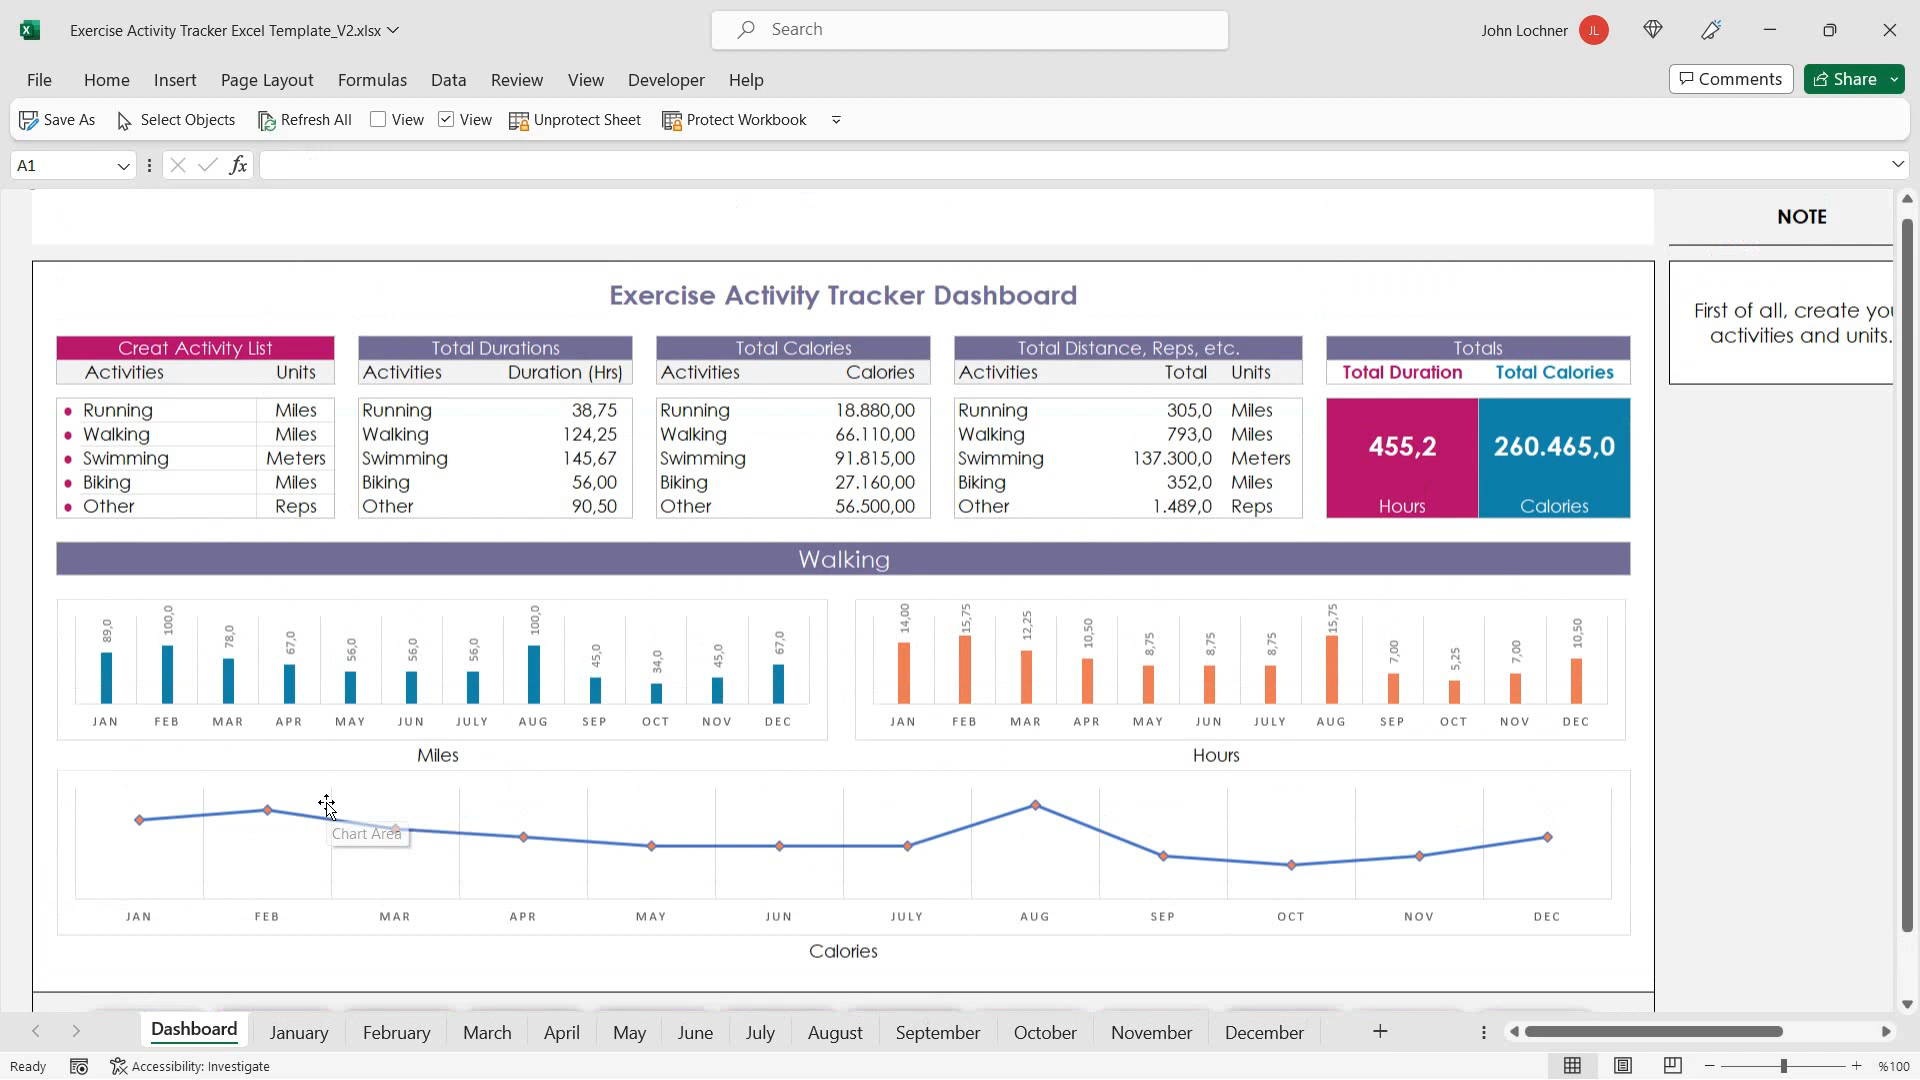 Exercise Activity Tracker Excel Template_V2.xlsx
Search
John Lochner JL
File Home Insert Page Layout Formulas Data Review View Developer Help
Comments Share
Save As Select Objects Refresh All View View Unprotect Sheet Protect Workbook
A1 fx
NOTE
Exercise Activity Tracker Dashboard
First of all, create you
activities and units.
Creat Activity List Total Durations Total Calories Total Distance, Reps, etc. Totals
Activities Units Activities Duration (Hrs) Activities Calories Activities Total Units Total Duration Total Calories
Running Miles Running 38,75 Running 18.880,00 Running 305,0 Miles
Walking Miles Walking 124,25 Walking 66.110,00 Walking 793,0 Miles
455,2 260.465,0
Swimming Meters Swimming 145,67 Swimming 91.815,00 Swimming 137.300,0 Meters
Biking Miles Biking 56,00 Biking 27.160,00 Biking 352,0 Miles
Other Reps Other 90,50 Other 56.500,00 Other 1.489,0 Reps Hours Calories
Walking
89,0 100,0 78,0 67,0 56,0 56,0 56,0 100,0 45,0 34,0 45,0 67,0
JAN FEB MAR APR MAY JUN JULY AUG SEP OCT NOV DEC
Miles
14,00 15,75 12,25 10,50 8,75 8,75 8,75 15,75 7,00 5,25 7,00 10,50
JAN FEB MAR APR MAY JUN JULY AUG SEP OCT NOV DEC
Hours
Chart Area
JAN FEB MAR APR MAY JUN JULY AUG SEP OCT NOV DEC
Calories
Dashboard January February March April May June July August September October November December
Ready Accessibility: Investigate %100